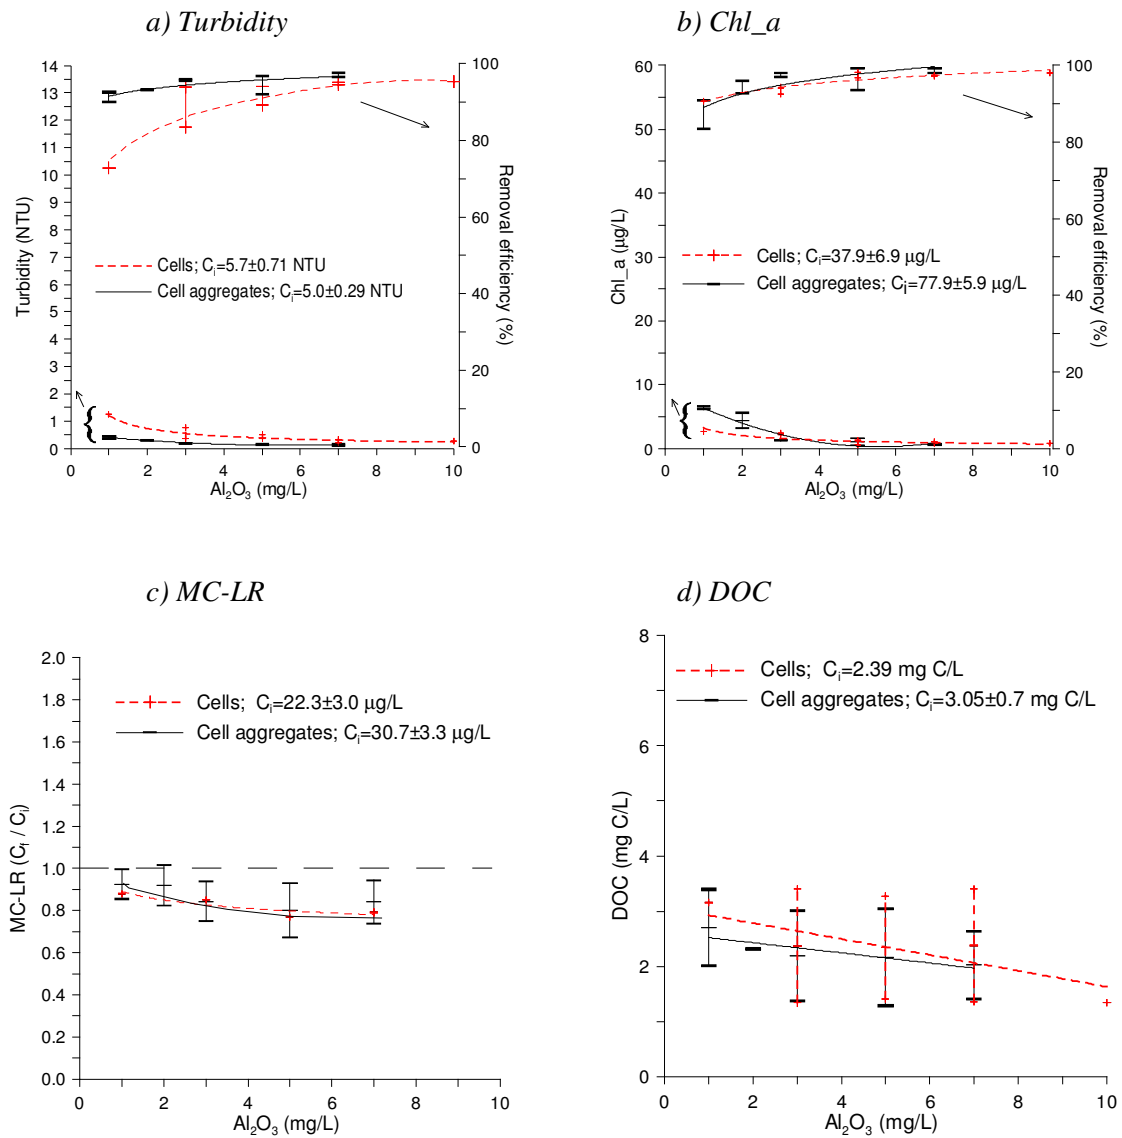 a) Turbidity
14
13
12
11
10
9
8
7
6
5
4
3
2
1
0
Turbidity (NTU)
100
80
60
40
20
0
Removal efficiency (%)
Cells; Cᵢ=5.7±0.71 NTU
Cell aggregates; Cᵢ=5.0±0.29 NTU
{
0 2 4 6 8 10
Al₂O₃ (mg/L)
b) Chl_a
60
50
40
30
20
10
0
Chl_a (µg/L)
100
80
60
40
20
0
Removal efficiency (%)
Cells; Cᵢ=37.9±6.9 µg/L
Cell aggregates; Cᵢ=77.9±5.9 µg/L
{
0 2 4 6 8 10
Al₂O₃ (mg/L)
c) MC-LR
2.0
1.8
1.6
1.4
1.2
1.0
0.8
0.6
0.4
0.2
0.0
MC-LR (C_f / Cᵢ)
Cells; Cᵢ=22.3±3.0 µg/L
Cell aggregates; Cᵢ=30.7±3.3 µg/L
0 2 4 6 8 10
Al₂O₃ (mg/L)
d) DOC
8
6
4
2
0
DOC (mg C/L)
Cells; Cᵢ=2.39 mg C/L
Cell aggregates; Cᵢ=3.05±0.7 mg C/L
0 2 4 6 8 10
Al₂O₃ (mg/L)